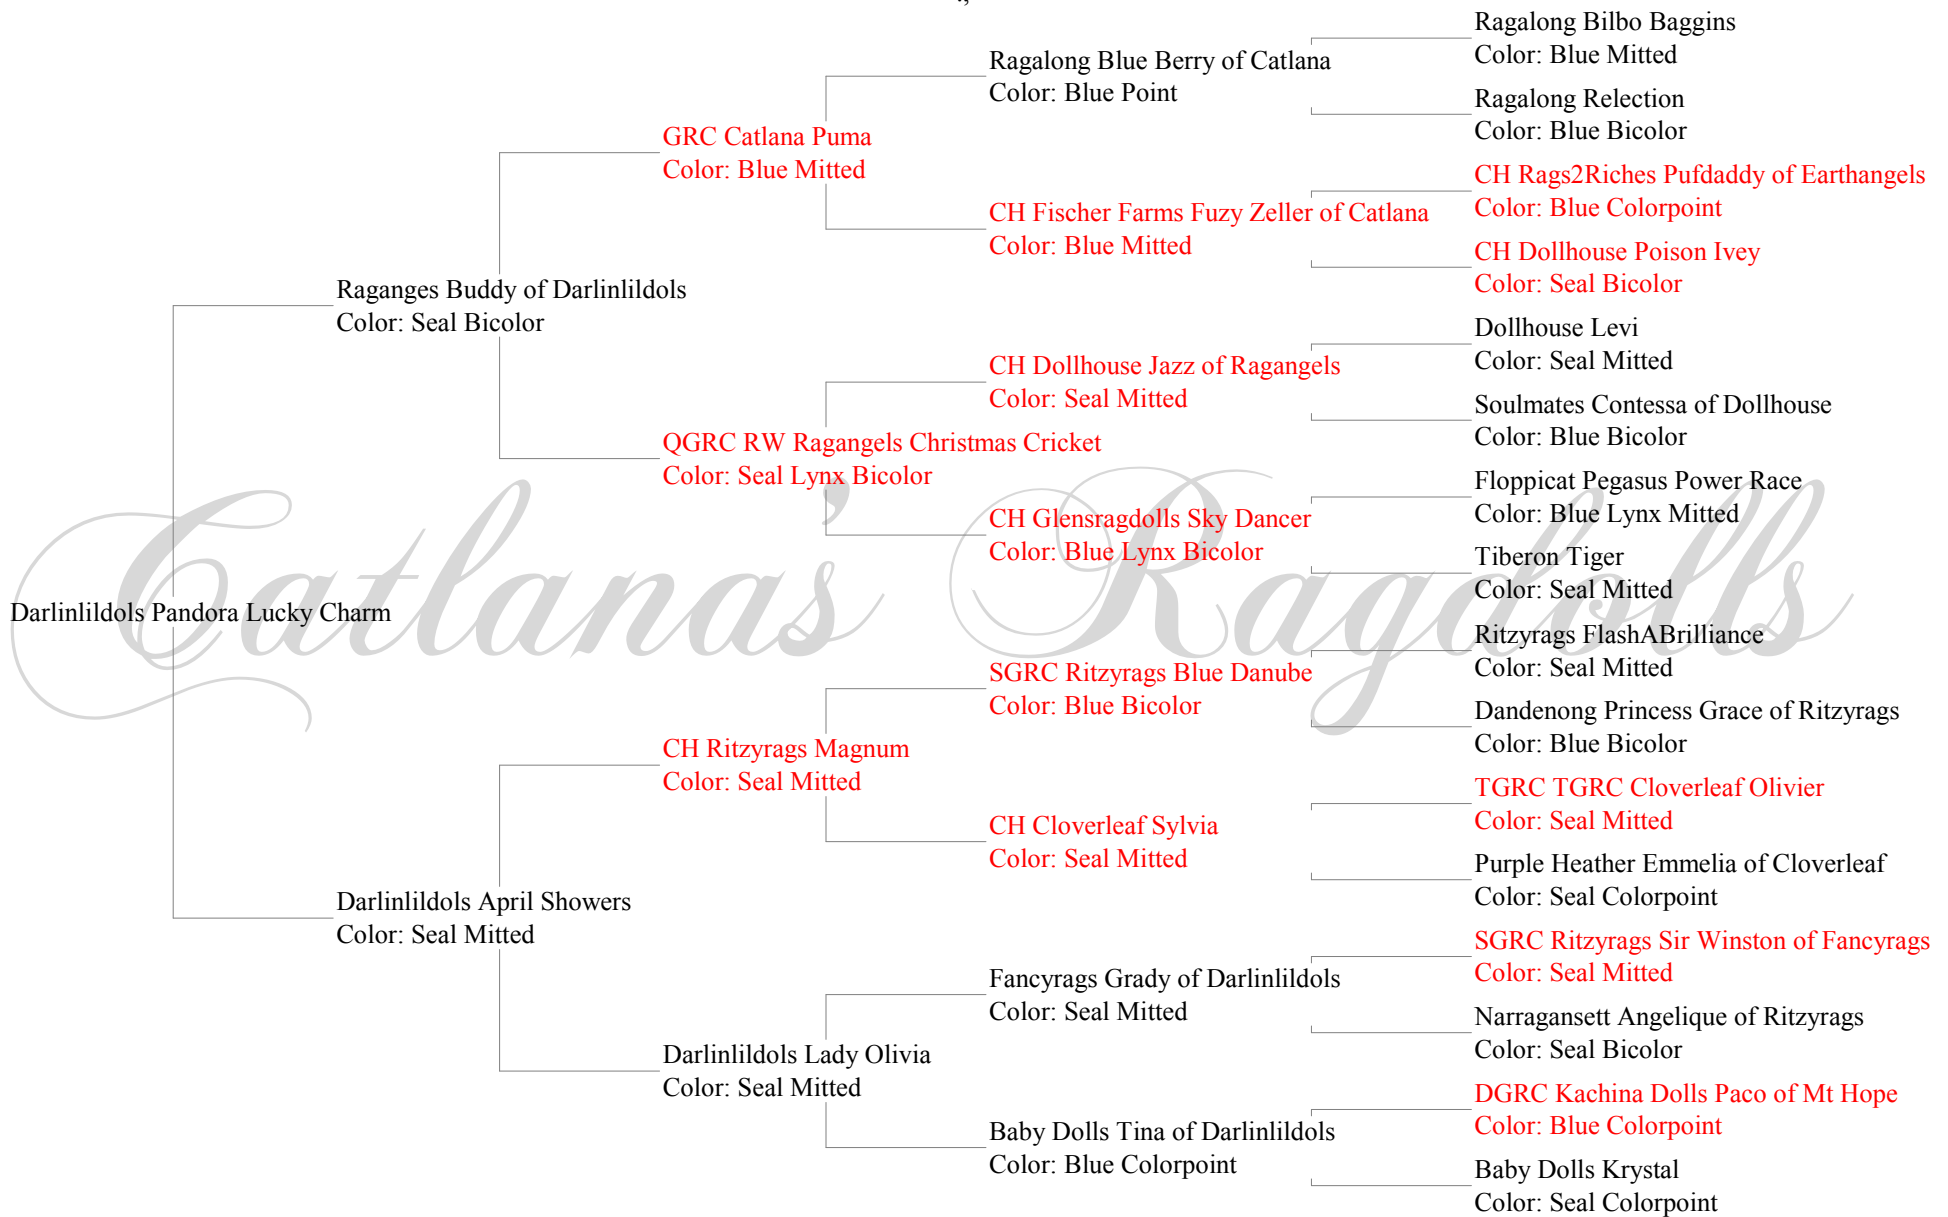 Ragalong Bilbo Baggins
Color: Blue Mitted
Ragalong Blue Berry of Catlana
Color: Blue Point
Ragalong Relection
Color: Blue Bicolor
GRC Catlana Puma
Color: Blue Mitted
CH Rags2Riches Pufdaddy of Earthangels
Color: Blue Colorpoint
CH Fischer Farms Fuzy Zeller of Catlana
Color: Blue Mitted
CH Dollhouse Poison Ivey
Color: Seal Bicolor
Raganges Buddy of Darlinlildols
Color: Seal Bicolor
Dollhouse Levi
Color: Seal Mitted
CH Dollhouse Jazz of Ragangels
Color: Seal Mitted
Soulmates Contessa of Dollhouse
Color: Blue Bicolor
QGRC RW Ragangels Christmas Cricket
Color: Seal Lynx Bicolor
Floppicat Pegasus Power Race
Color: Blue Lynx Mitted
CH Glensragdolls Sky Dancer
Color: Blue Lynx Bicolor
Tiberon Tiger
Color: Seal Mitted
Catlanas' Ragdolls
Darlinlildols Pandora Lucky Charm
Ritzyrags FlashABrilliance
Color: Seal Mitted
SGRC Ritzyrags Blue Danube
Color: Blue Bicolor
Dandenong Princess Grace of Ritzyrags
Color: Blue Bicolor
CH Ritzyrags Magnum
Color: Seal Mitted
TGRC TGRC Cloverleaf Olivier
Color: Seal Mitted
CH Cloverleaf Sylvia
Color: Seal Mitted
Purple Heather Emmelia of Cloverleaf
Color: Seal Colorpoint
Darlinlildols April Showers
Color: Seal Mitted
SGRC Ritzyrags Sir Winston of Fancyrags
Color: Seal Mitted
Fancyrags Grady of Darlinlildols
Color: Seal Mitted
Narragansett Angelique of Ritzyrags
Color: Seal Bicolor
Darlinlildols Lady Olivia
Color: Seal Mitted
DGRC Kachina Dolls Paco of Mt Hope
Color: Blue Colorpoint
Baby Dolls Tina of Darlinlildols
Color: Blue Colorpoint
Baby Dolls Krystal
Color: Seal Colorpoint